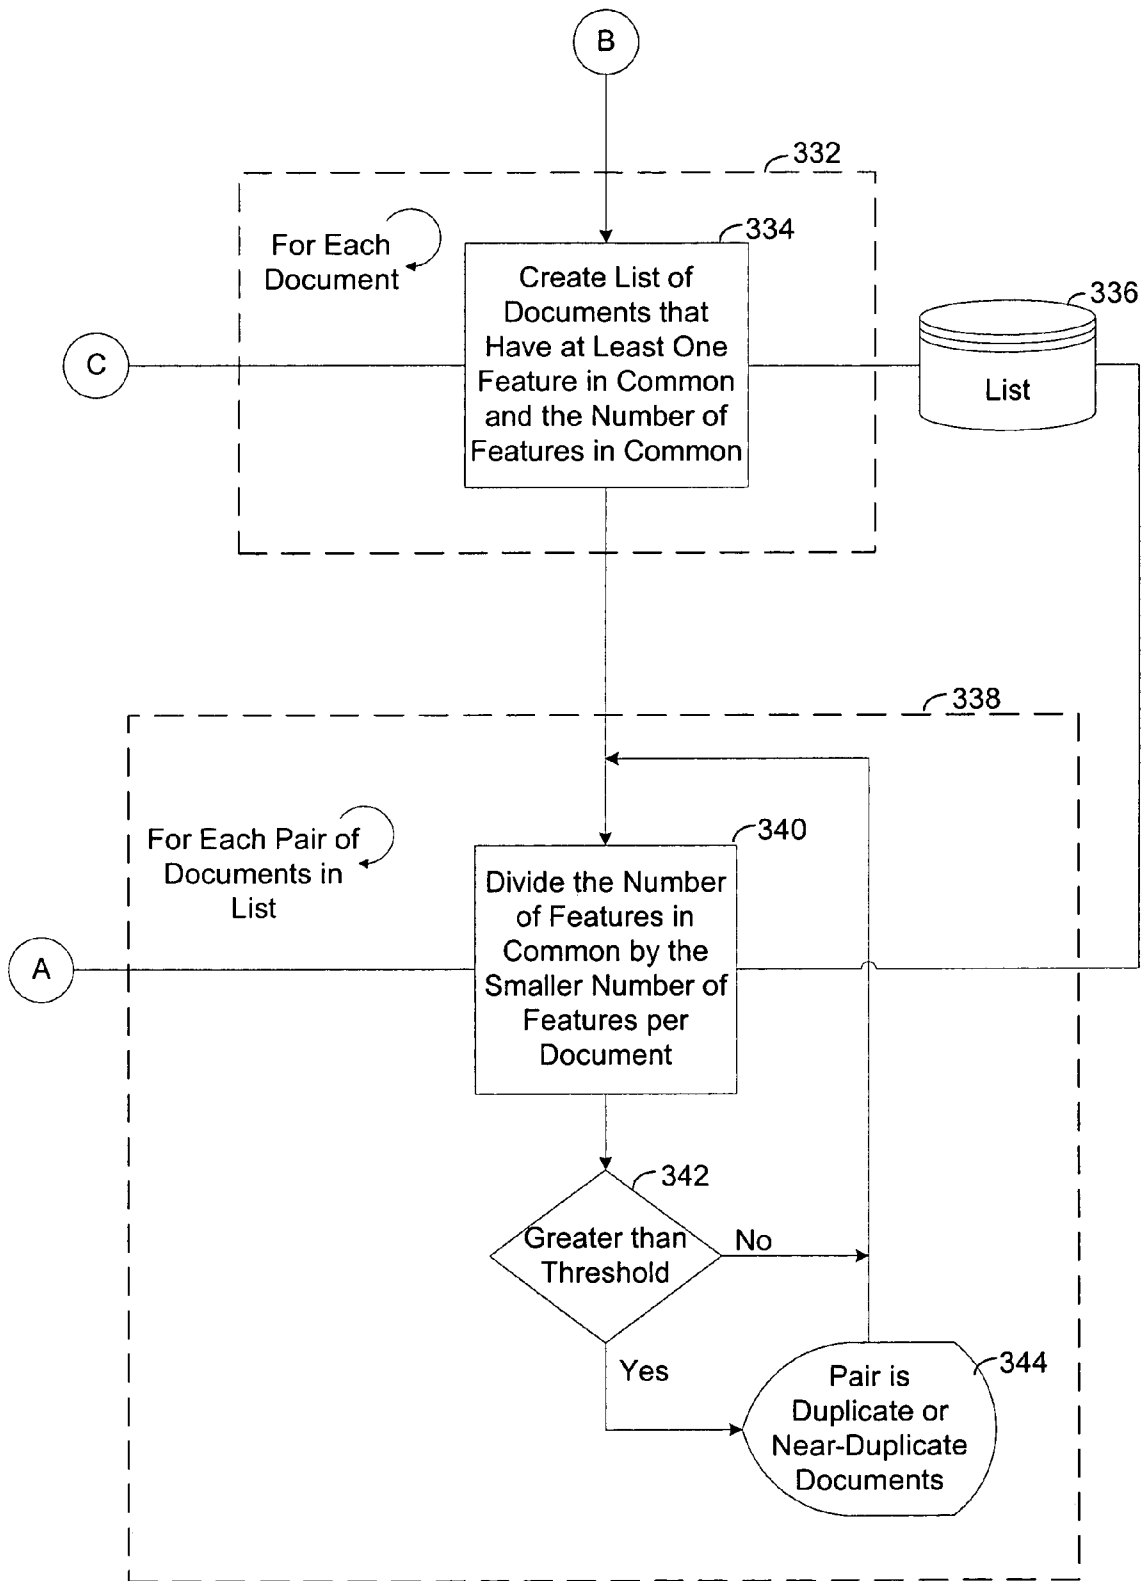 B
332
For Each
Document
334
Create List of
Documents that
Have at Least One
Feature in Common
and the Number of
Features in Common
336
List
C
338
For Each Pair of
Documents in
List
340
Divide the Number
of Features in
Common by the
Smaller Number of
Features per
Document
A
342
Greater than
Threshold
No
Yes
344
Pair is
Duplicate or
Near-Duplicate
Documents